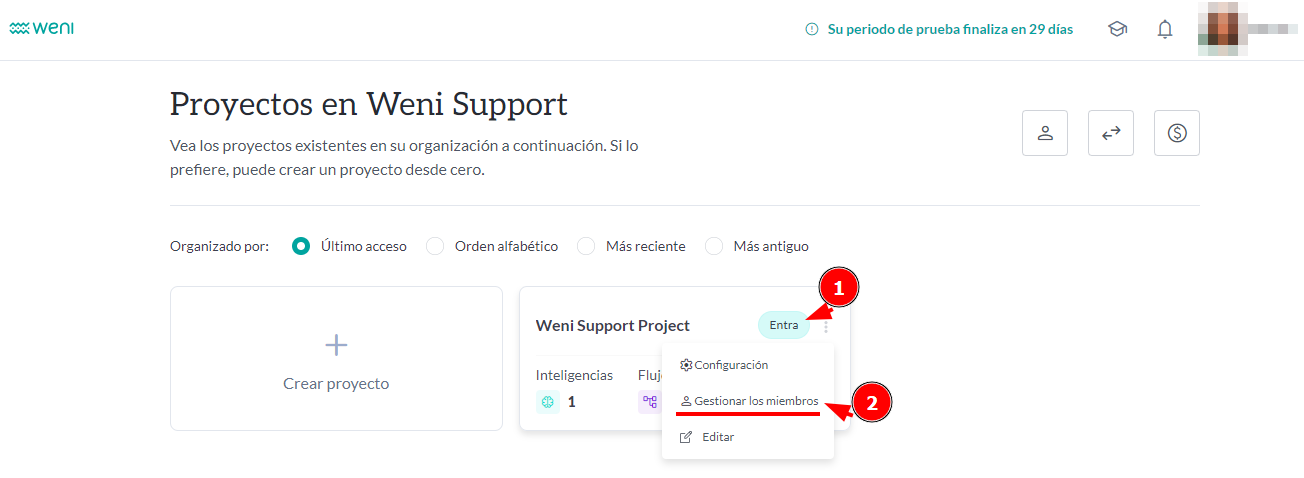 weni
Su periodo de prueba finaliza en 29 días
Proyectos en Weni Support
Vea los proyectos existentes en su organización a continuación. Si lo
prefiere, puede crear un proyecto desde cero.
Organizado por: Último acceso Orden alfabético Más reciente Más antiguo
1
Weni Support Project Entra
Crear proyecto
Inteligencias
1
Configuración
Gestionar los miembros
2
Editar